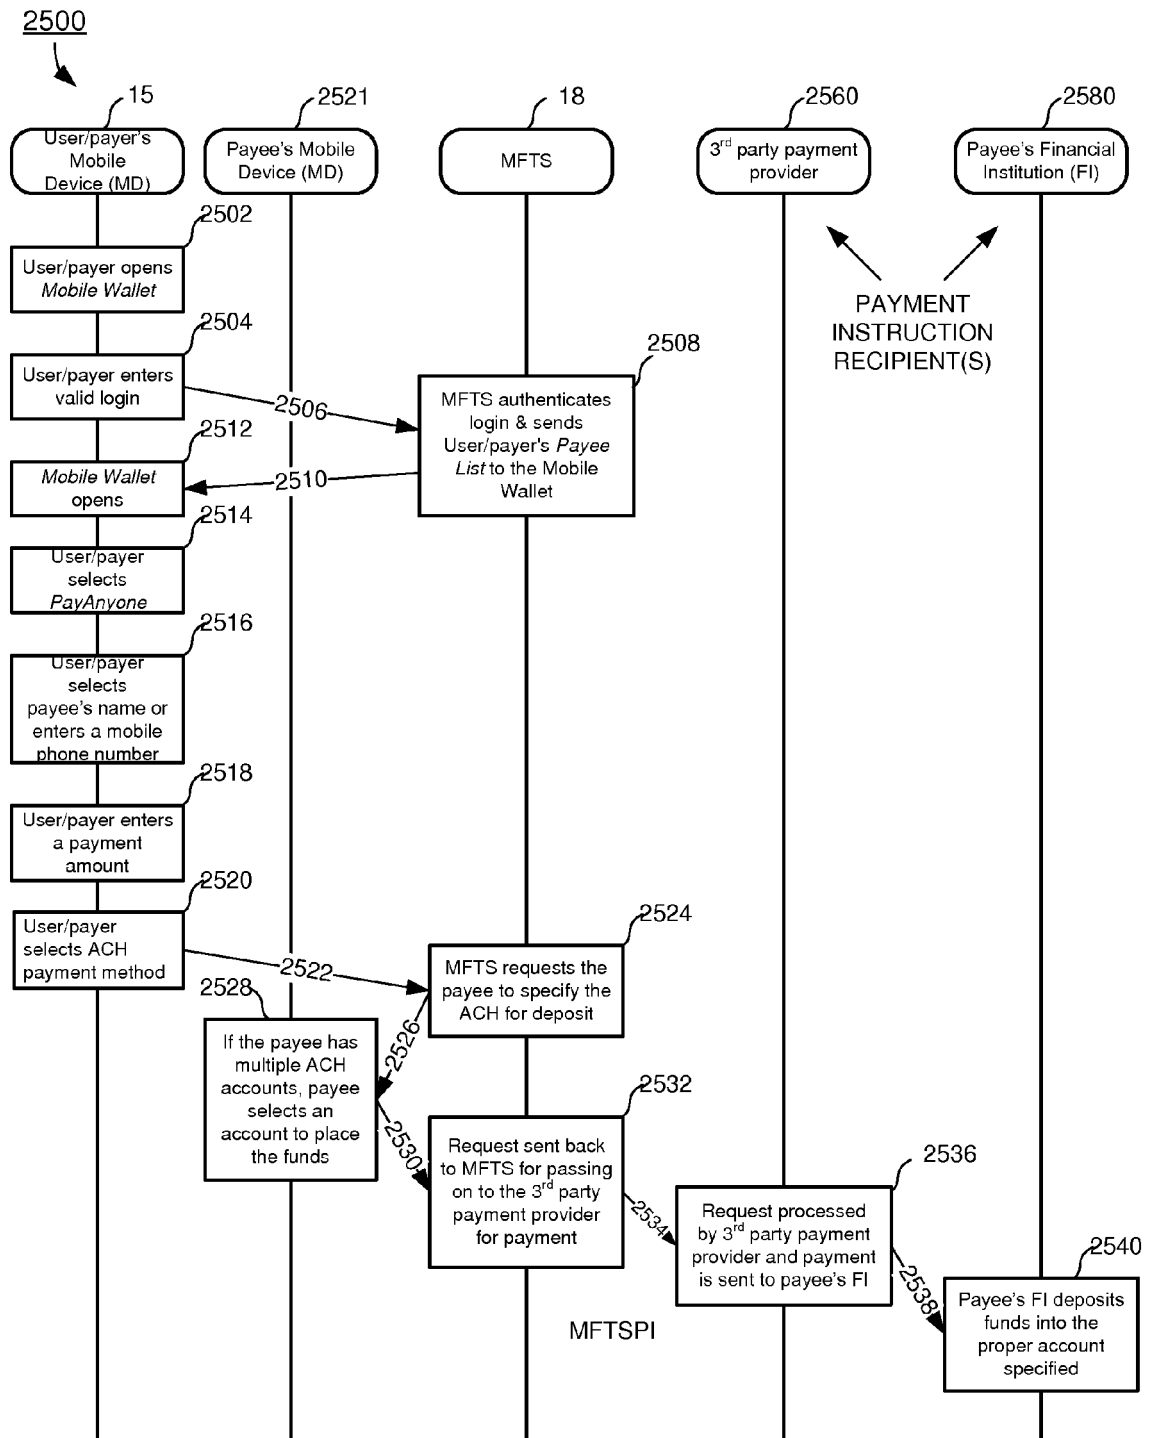 2500
15
2521
18
2560
2580
User/payer's
Mobile
Device (MD)
Payee's Mobile
Device (MD)
MFTS
3rd party payment
provider
Payee's Financial
Institution (FI)
2502
User/payer opens
Mobile Wallet
PAYMENT
INSTRUCTION
RECIPIENT(S)
2504
User/payer enters
valid login
2506
2508
MFTS authenticates
login & sends
User/payer's Payee
List to the Mobile
Wallet
2510
2512
Mobile Wallet
opens
2514
User/payer
selects
PayAnyone
2516
User/payer
selects
payee's name or
enters a mobile
phone number
2518
User/payer enters
a payment
amount
2520
User/payer
selects ACH
payment method
2522
2524
MFTS requests the
payee to specify the
ACH for deposit
2526
2528
If the payee has
multiple ACH
accounts, payee
selects an
account to place
the funds
2530
2532
Request sent back
to MFTS for passing
on to the 3rd party
payment provider
for payment
2534
2536
Request processed
by 3rd party payment
provider and payment
is sent to payee's FI
2538
2540
Payee's FI deposits
funds into the
proper account
specified
MFTSPI